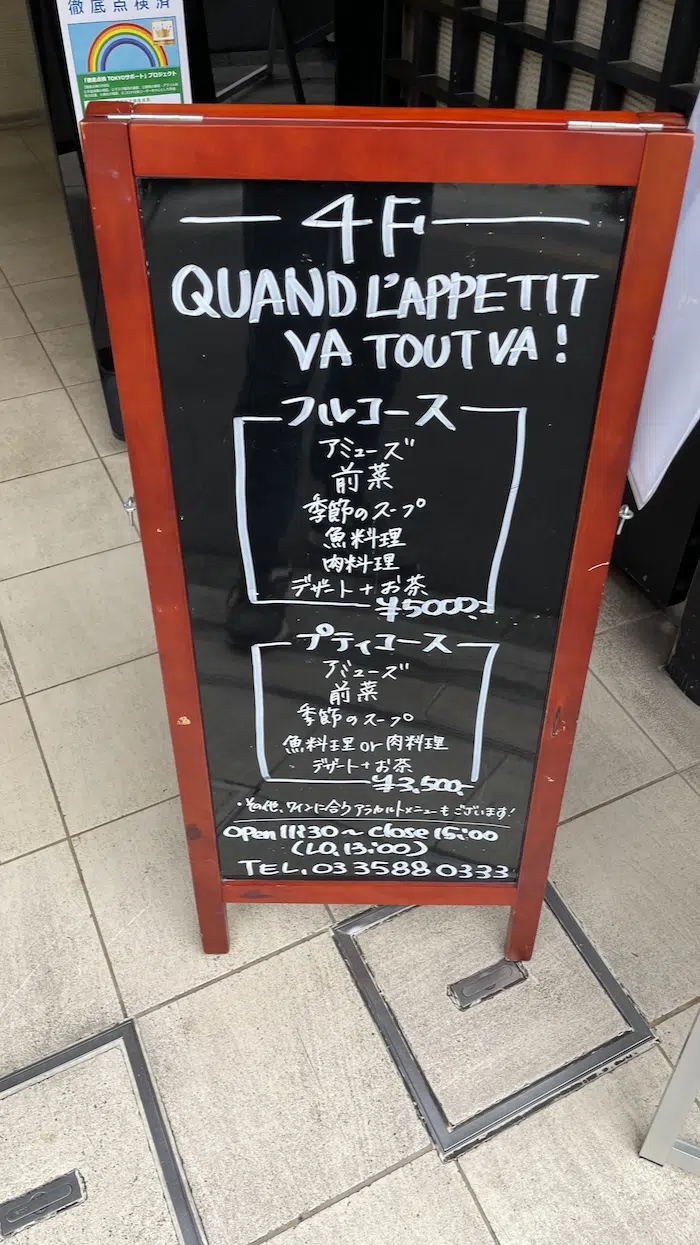 徹底点検済
「徹底点検 TOKYOサポート」プロジェクト
4F
QUAND L'APPETIT
VA TOUT VA!
フルコース
アミューズ
前菜
季節のスープ
魚料理
肉料理
デザート + お茶
¥5000-
プティコース
アミューズ
前菜
季節のスープ
魚料理 or 肉料理
デザート + お茶
¥3,500-
・その他、ワインに合うアラカルトメニューもございます!
open 11:30 ~ close 15:00
(L.O. 13:00)
TEL. 03 3588 0333